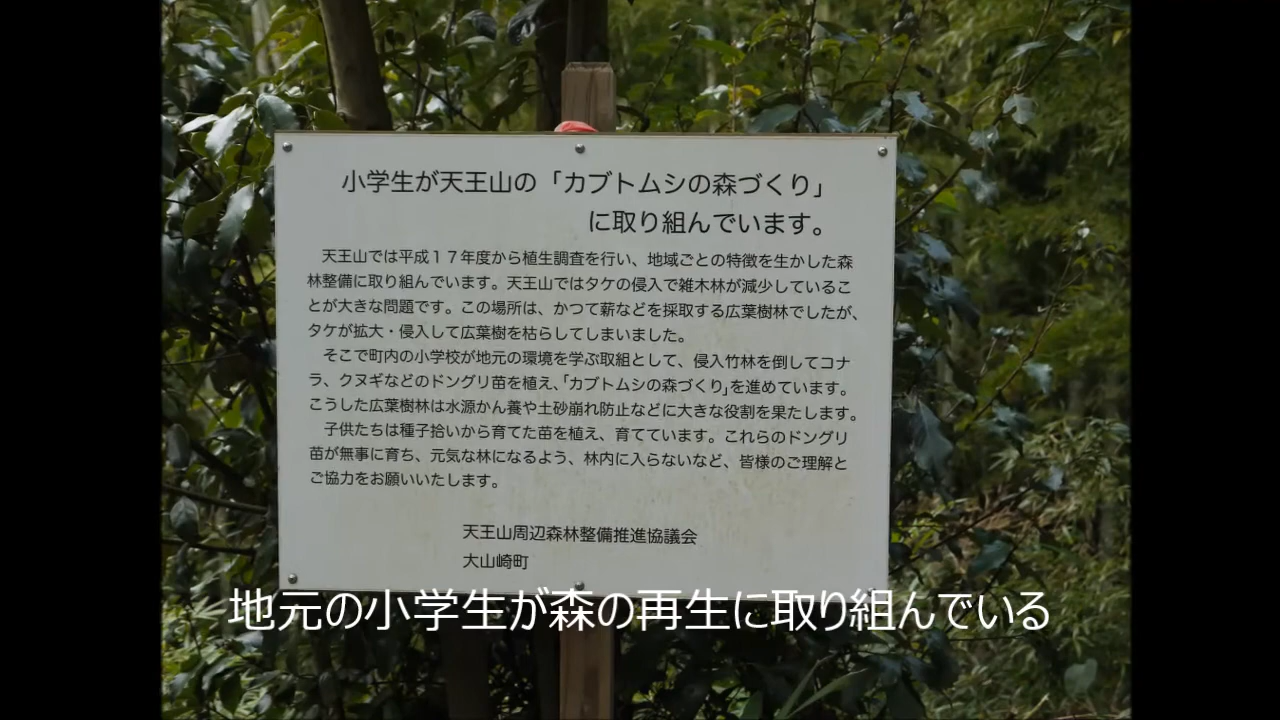 小学生が天王山の「カブトムシの森づくり」
に取り組んでいます。
天王山では平成１７年度から植生調査を行い、地域ごとの特徴を生かした森
林整備に取り組んでいます。天王山ではタケの侵入で雑木林が減少しているこ
とが大きな問題です。この場所は、かつて薪などを採取する広葉樹林でしたが、
タケが拡大・侵入して広葉樹を枯らしてしまいました。
そこで町内の小学校が地元の環境を学ぶ取組として、侵入竹林を倒してコナ
ラ、クヌギなどのドングリ苗を植え、「カブトムシの森づくり」を進めています。
こうした広葉樹林は水源かん養や土砂崩れ防止などに大きな役割を果たします。
子供たちは種子拾いから育てた苗を植え、育てています。これらのドングリ
苗が無事に育ち、元気な林になるよう、林内に入らないなど、皆様のご理解と
ご協力をお願いいたします。
天王山周辺森林整備推進協議会
大山崎町
地元の小学生が森の再生に取り組んでいる